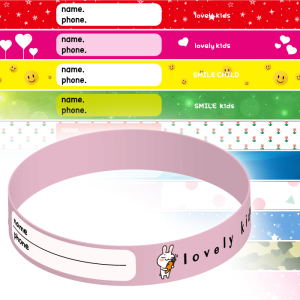 name.
phone.
lovely kids
name.
phone.
lovely kids
name.
phone.
SMILE CHILD
name.
phone.
SMILE kids
name
phone
lovely ki